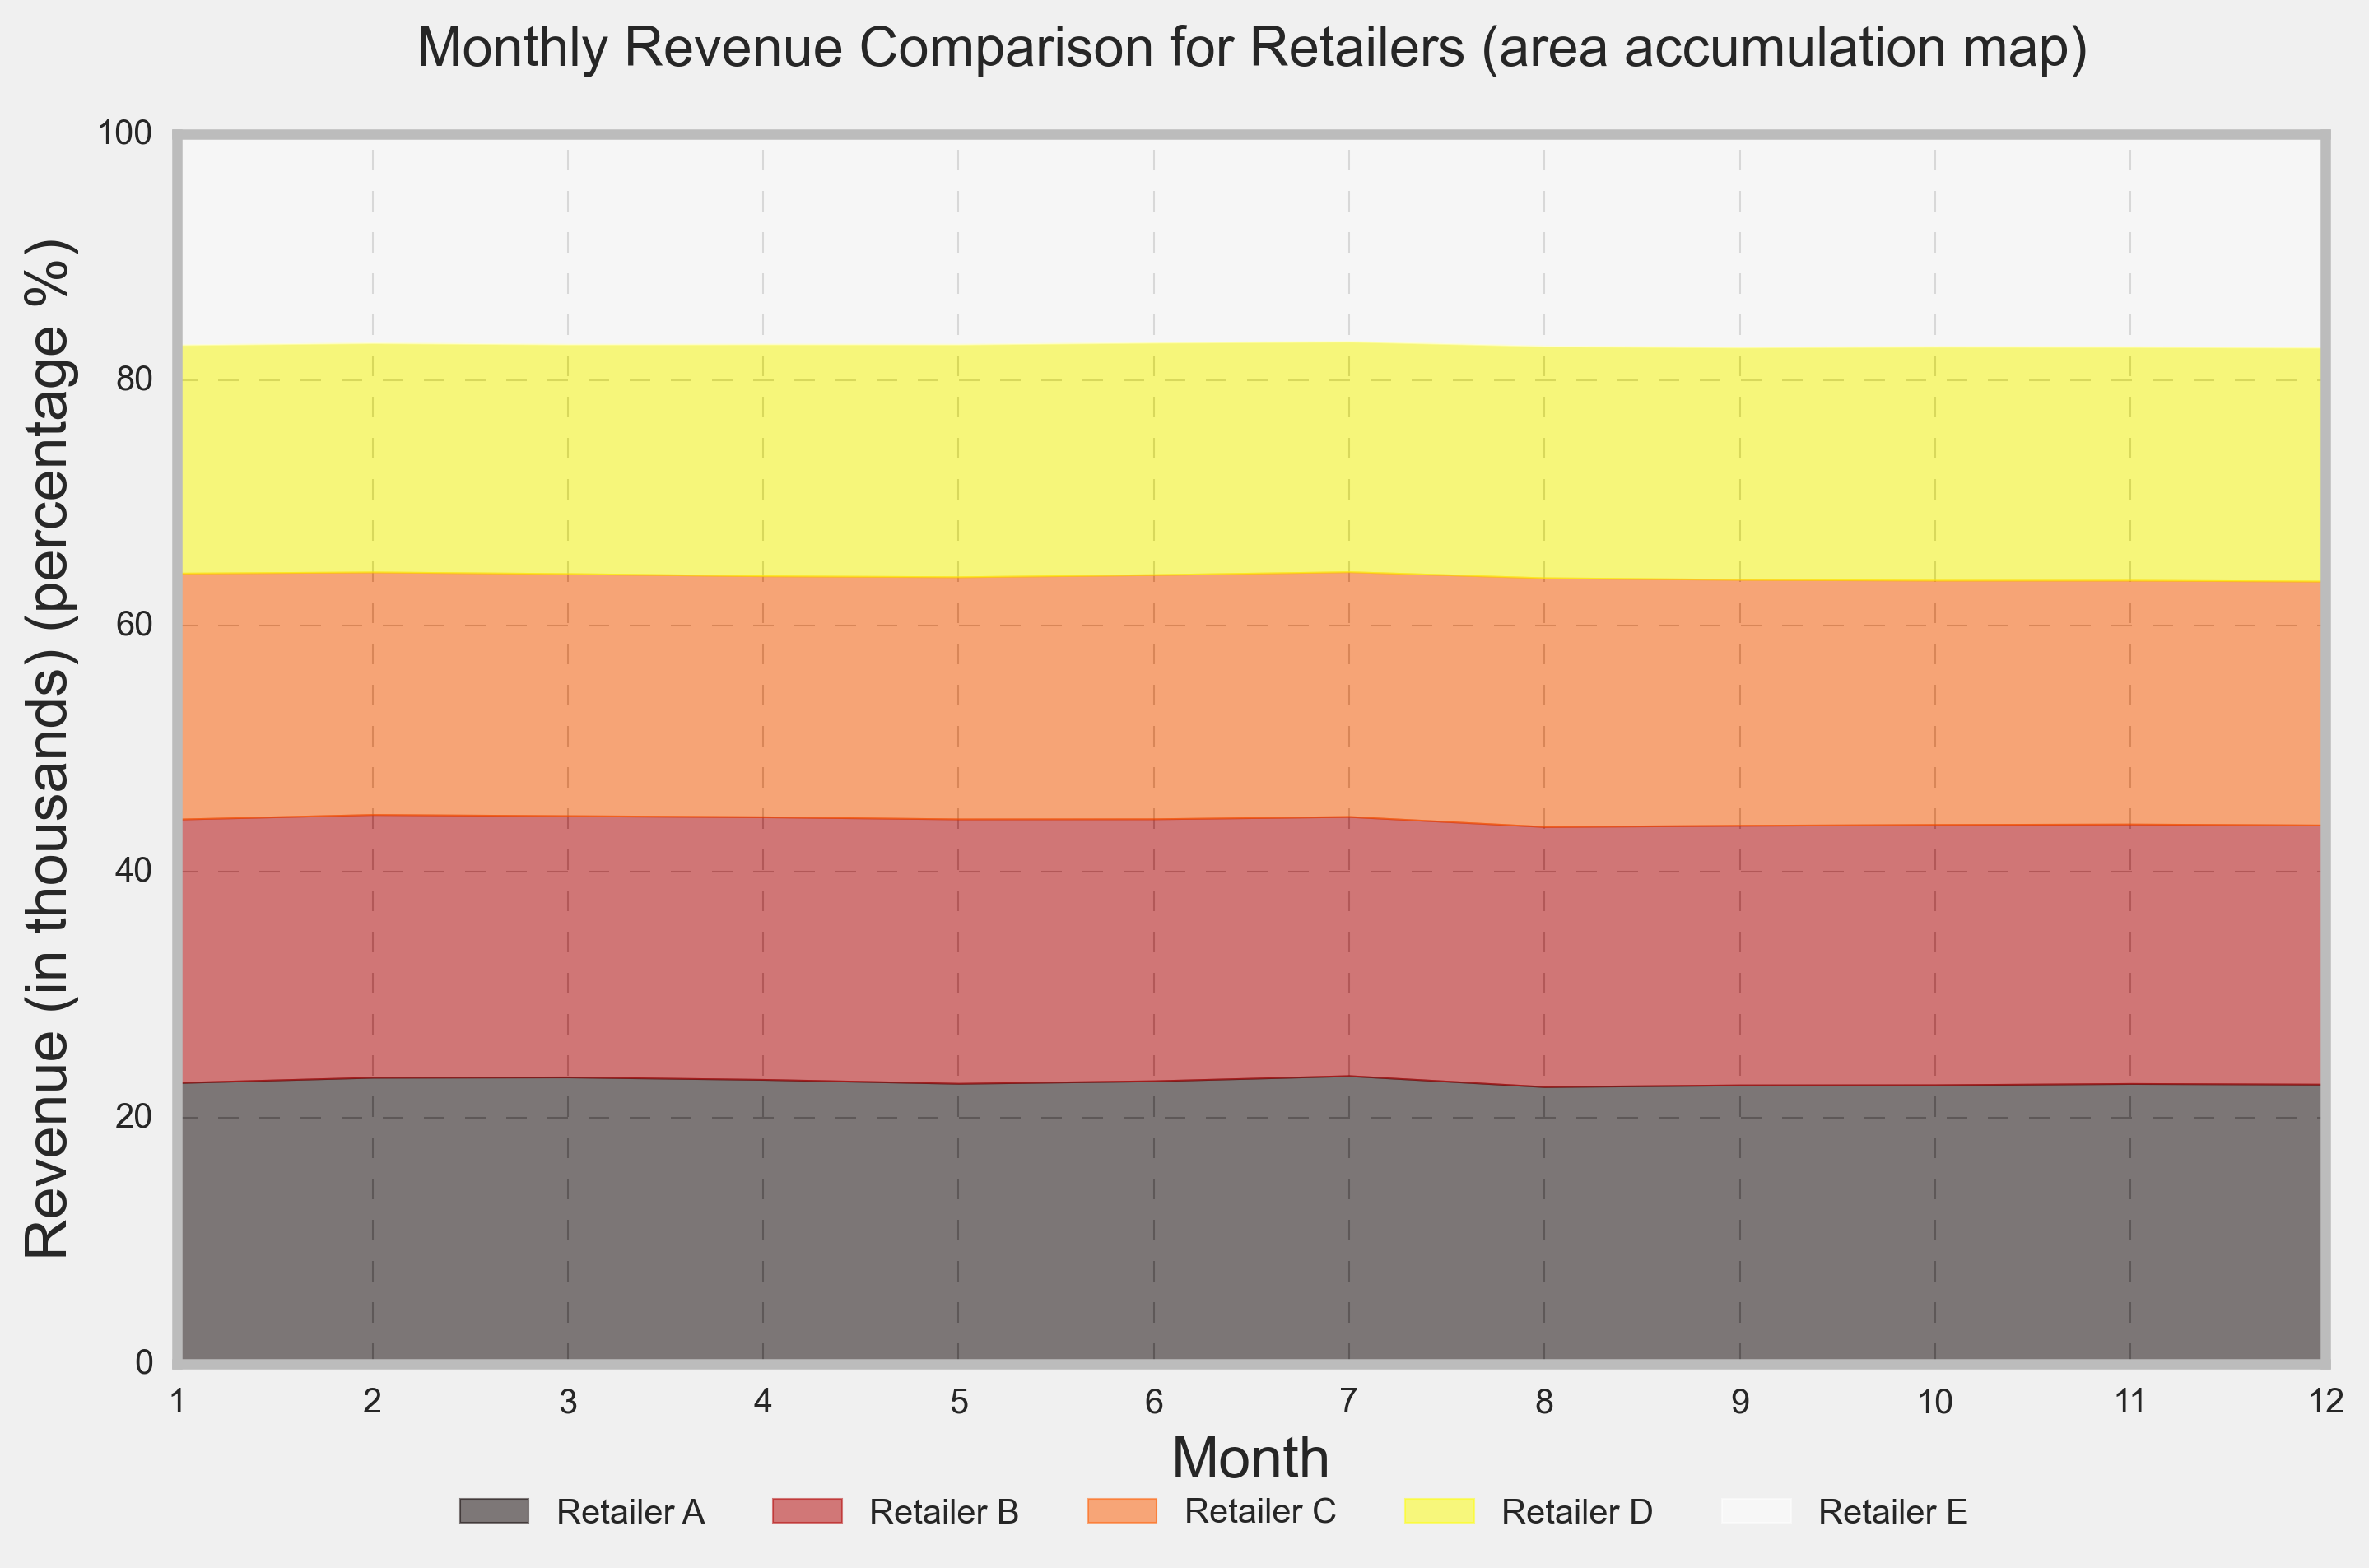 Monthly Revenue Comparison for Retailers (area accumulation map)
Revenue (in thousands) (percentage %)
100
80
60
40
20
0
1 2 3 4 5 6 7 8 9 10 11 12
Month
Retailer A Retailer B Retailer C Retailer D Retailer E